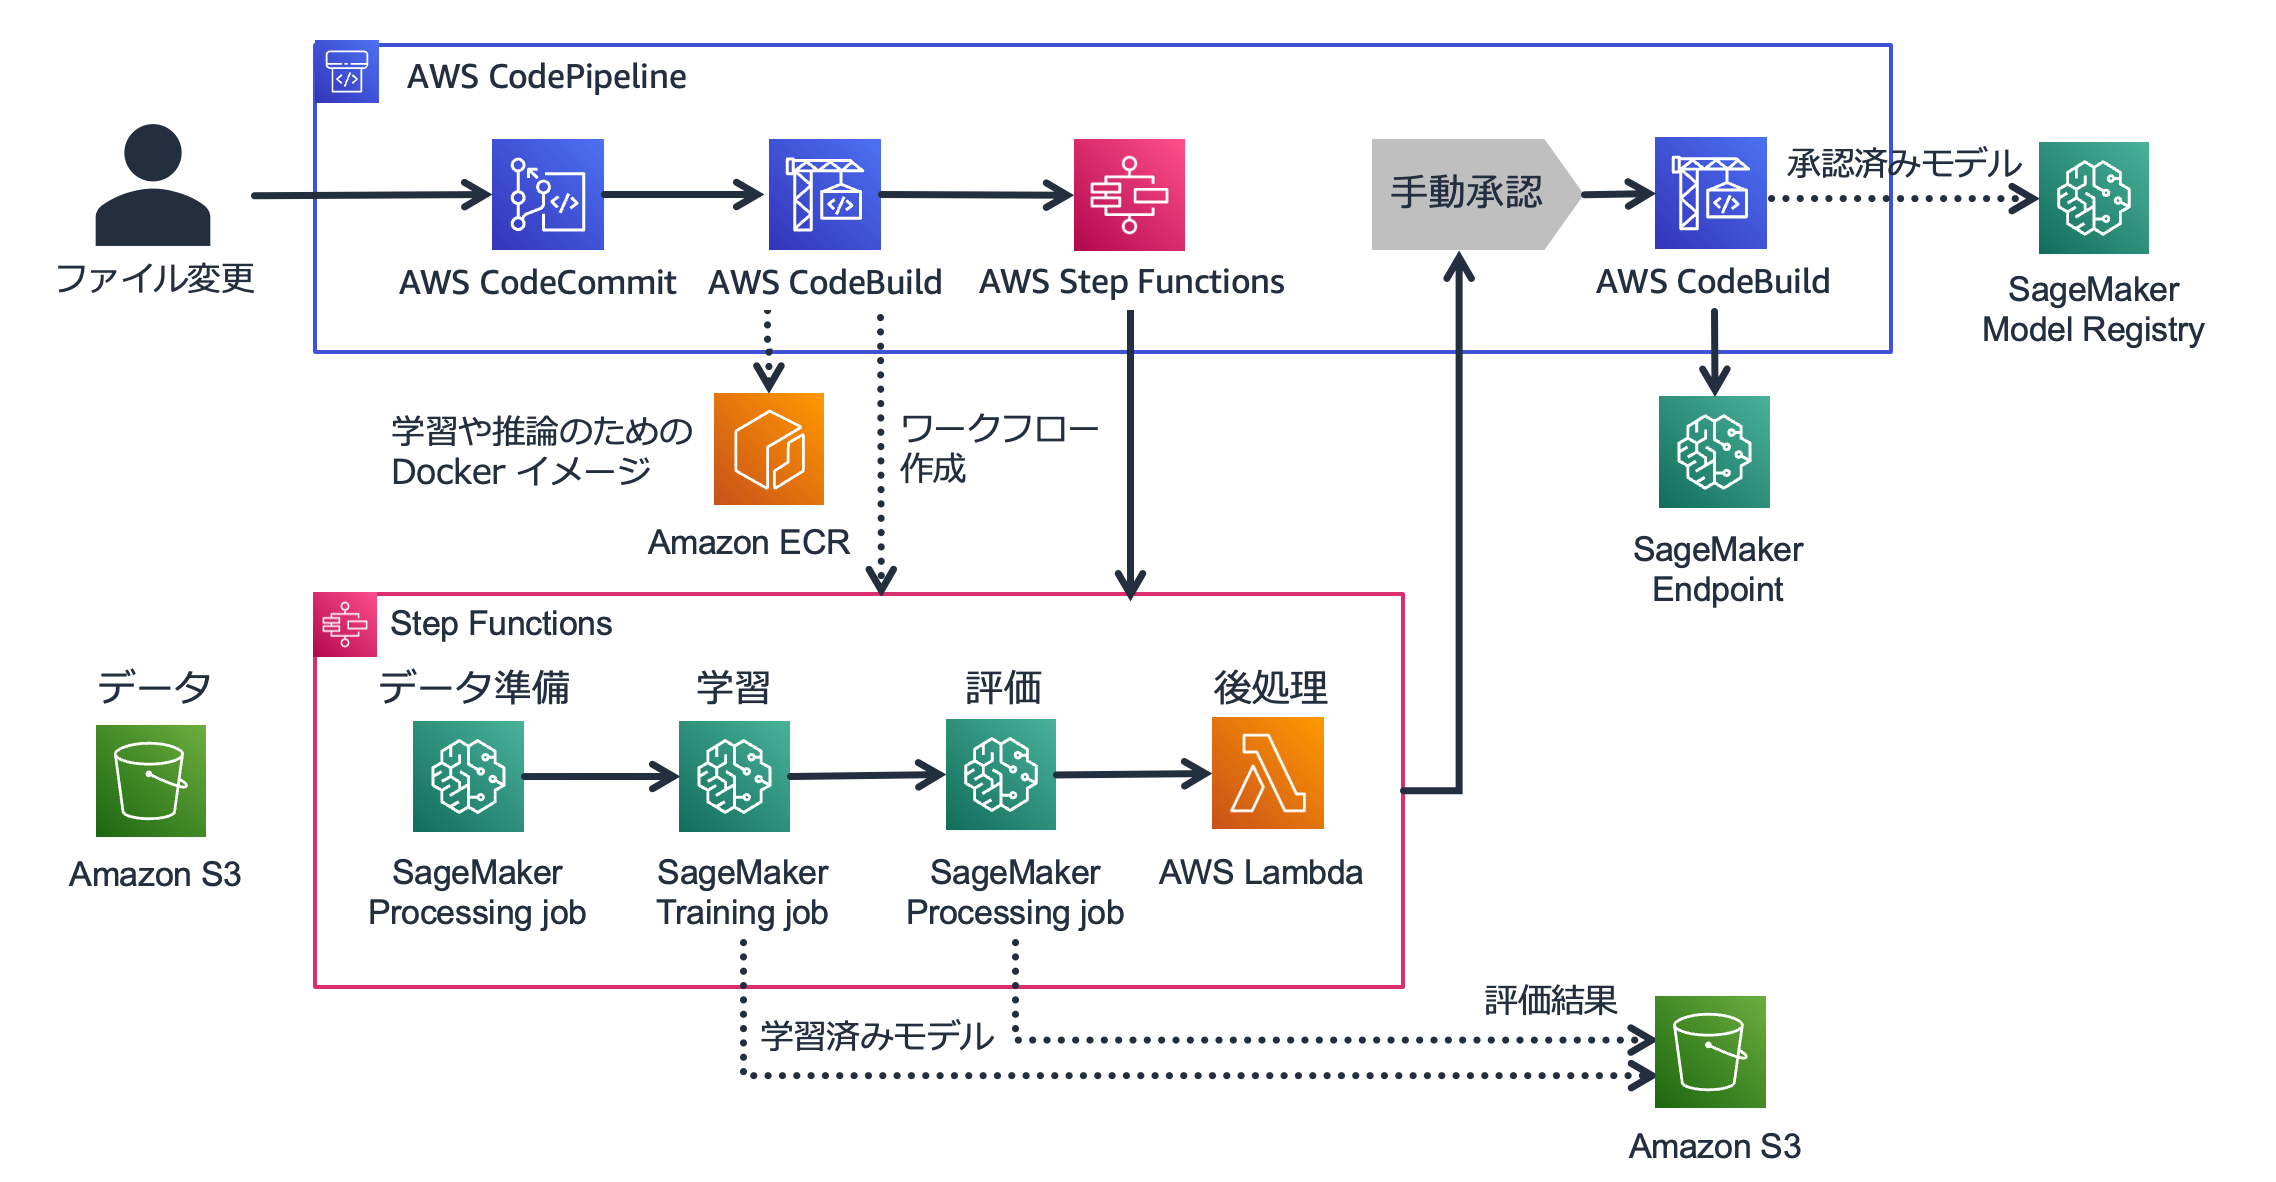 AWS CodePipeline
ファイル変更
AWS CodeCommit
AWS CodeBuild
AWS Step Functions
手動承認
AWS CodeBuild
承認済みモデル
SageMaker
Model Registry
学習や推論のための
Docker イメージ
Amazon ECR
ワークフロー
作成
SageMaker
Endpoint
Step Functions
データ
Amazon S3
データ準備
SageMaker
Processing job
学習
SageMaker
Training job
評価
SageMaker
Processing job
後処理
AWS Lambda
学習済みモデル
評価結果
Amazon S3